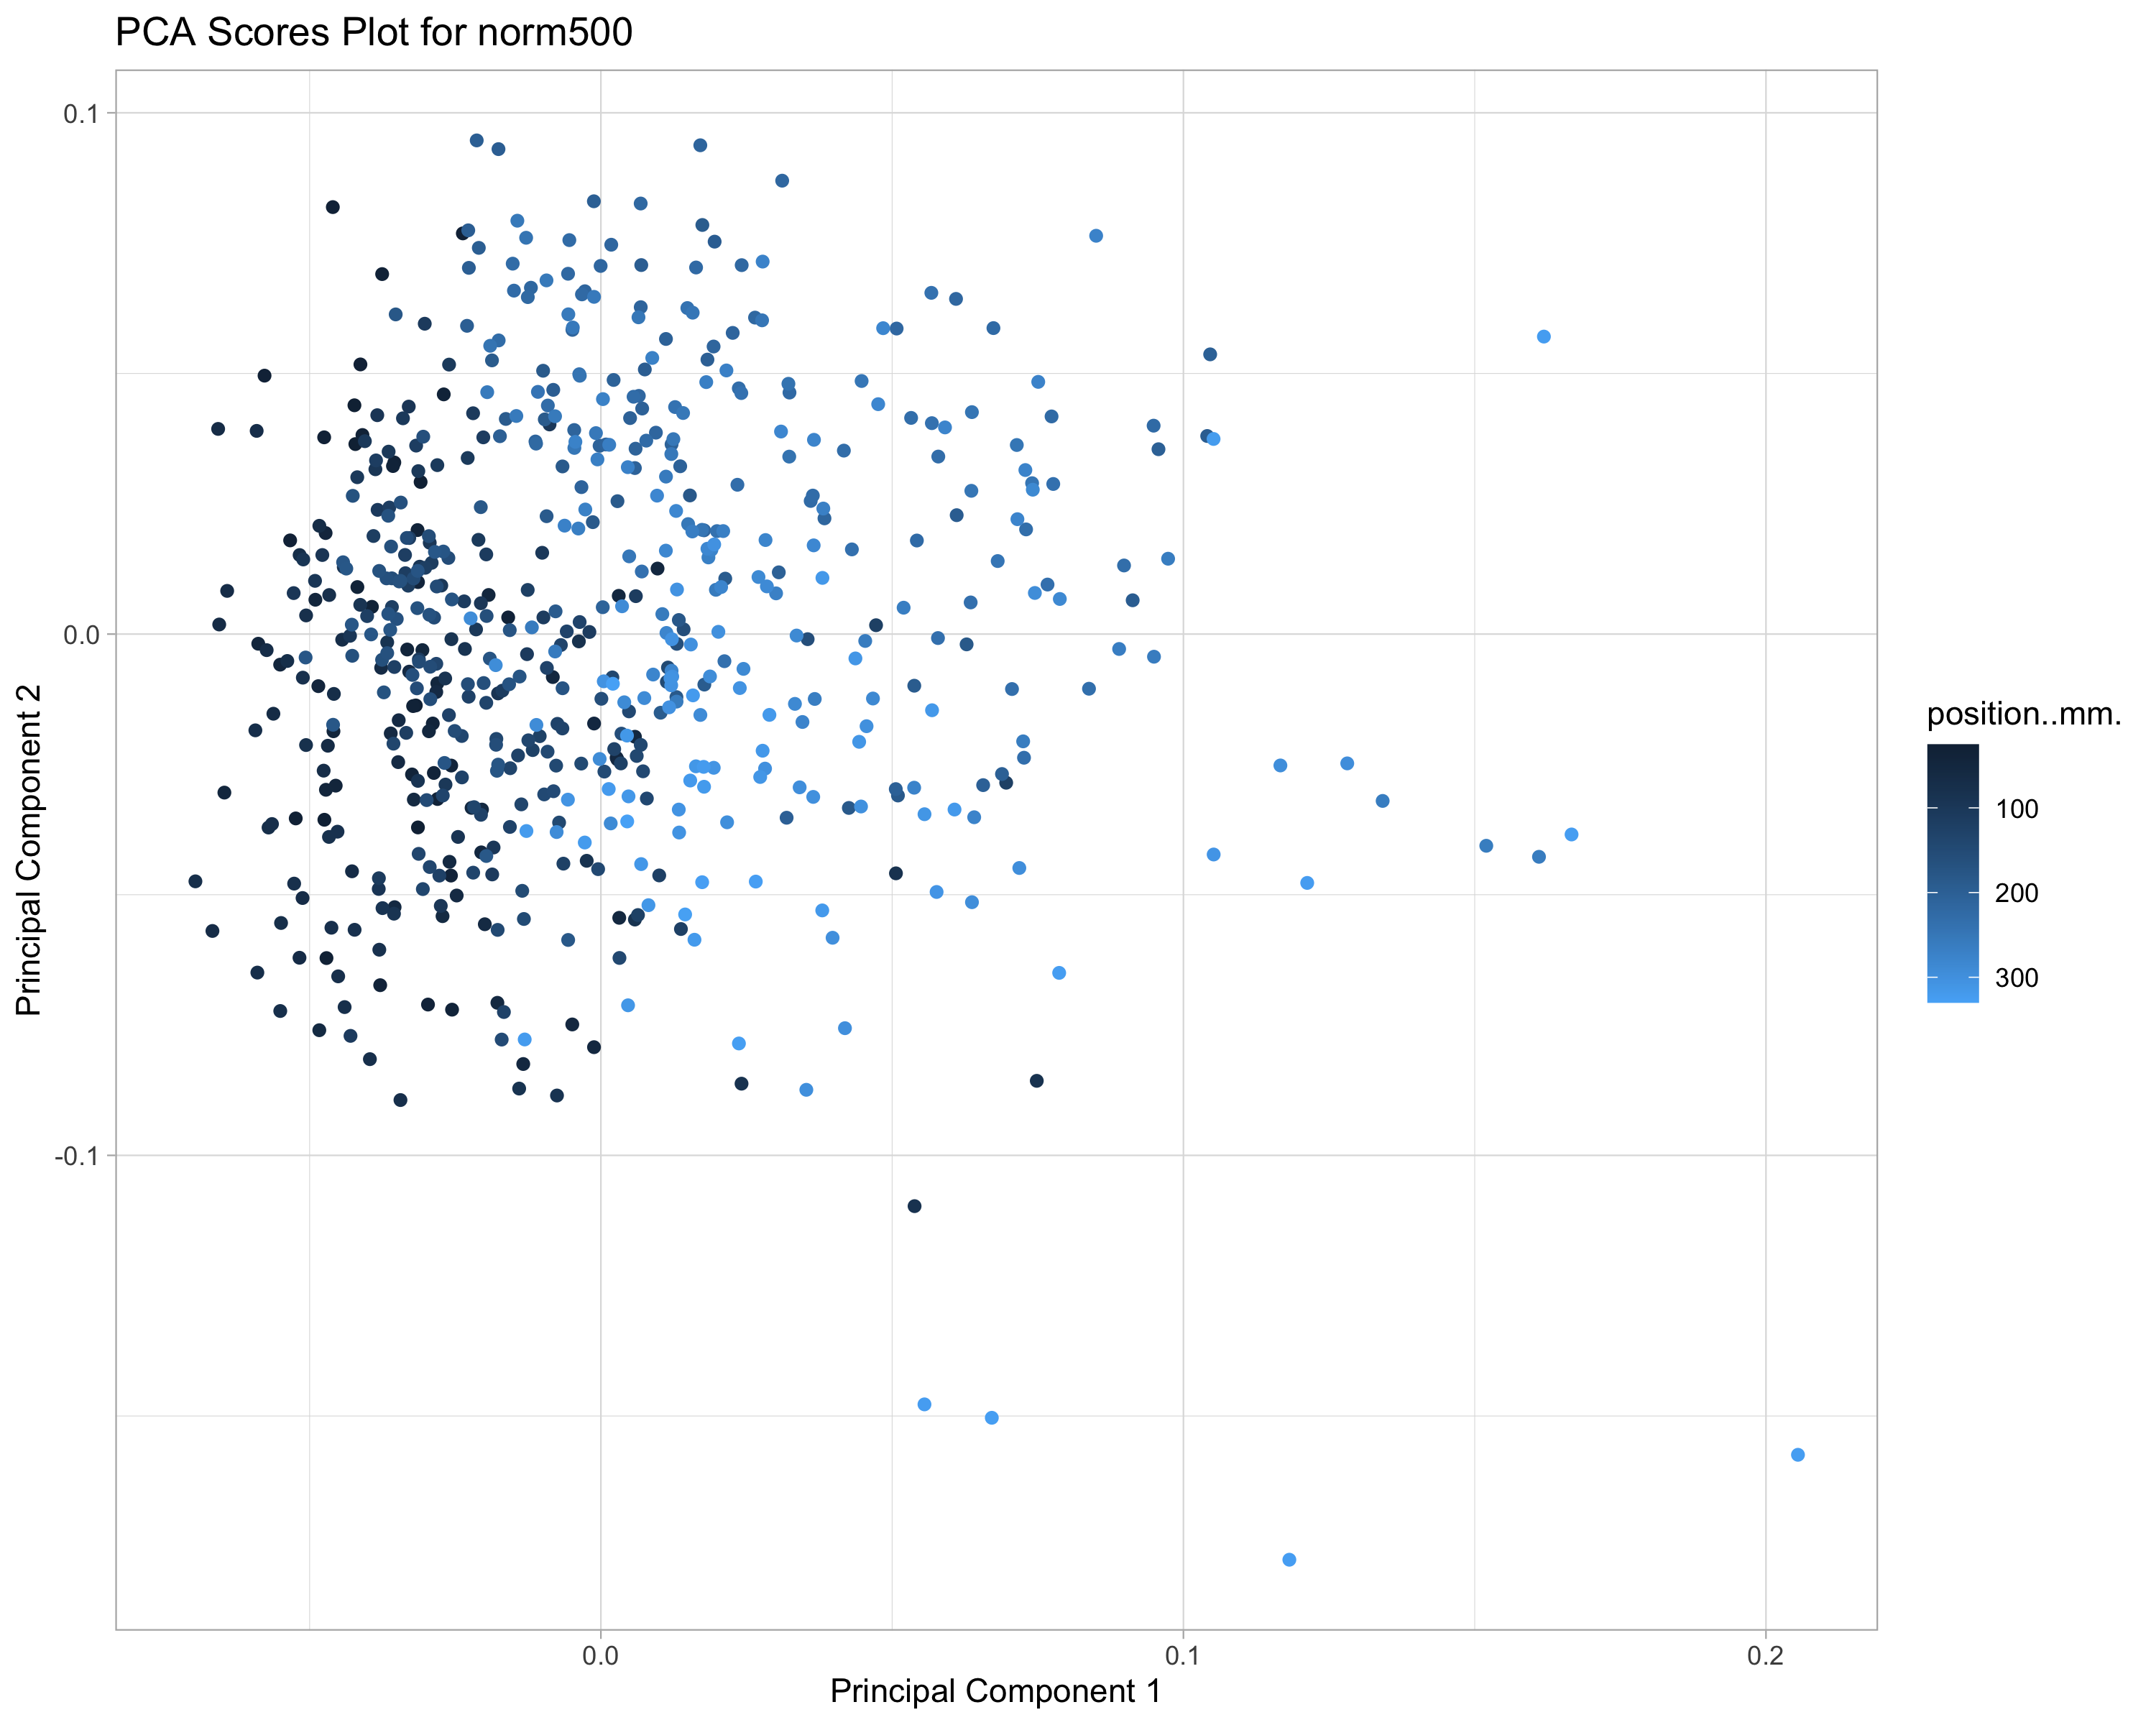 PCA Scores Plot for norm500
0.1
0.0
-0.1
Principal Component 2
0.0
0.1
0.2
Principal Component 1
position..mm.
100
200
300